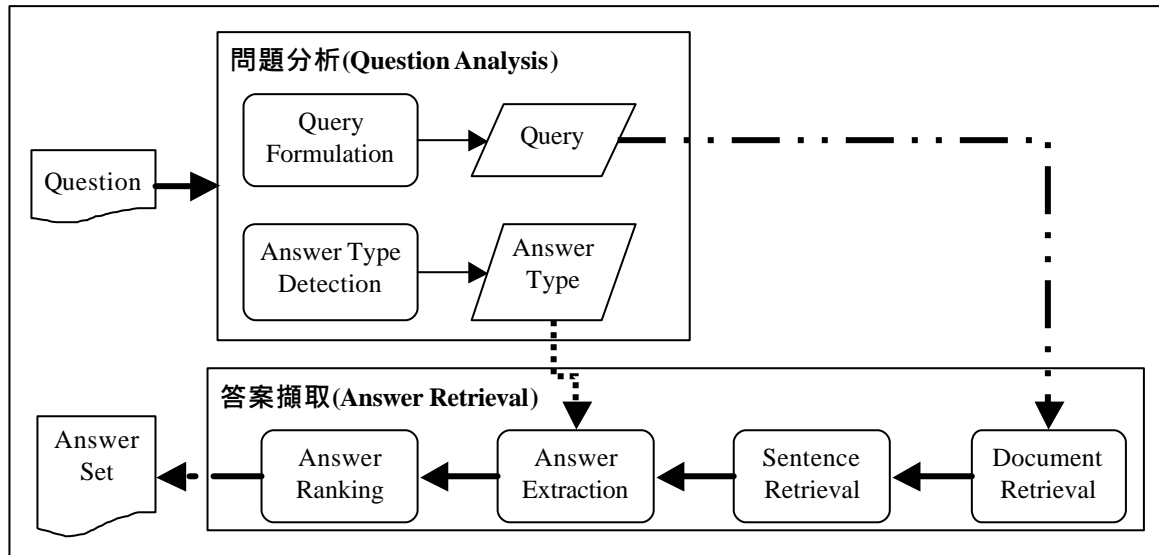 問題分析(Question Analysis)
Query
Formulation
Query
Question
Answer Type
Detection
Answer
Type
答案擷取(Answer Retrieval)
Answer
Set
Answer
Ranking
Answer
Extraction
Sentence
Retrieval
Document
Retrieval